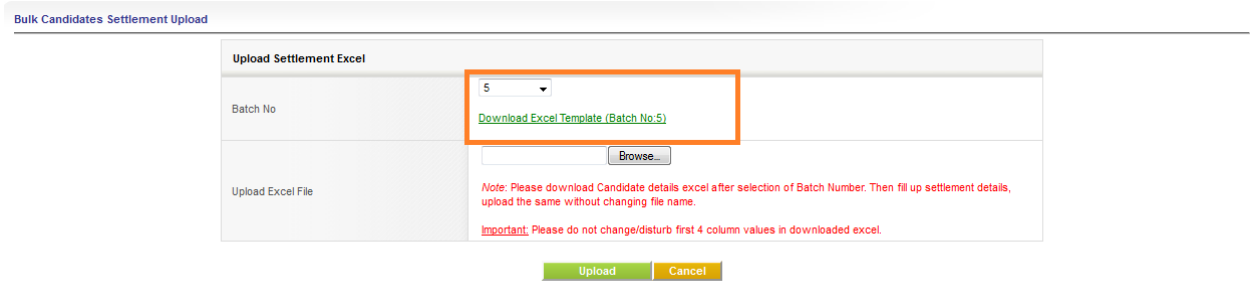 Bulk Candidates Settlement Upload
Upload Settlement Excel
Batch No
5
Download Excel Template (Batch No:5)
Upload Excel File
Browse...
Note: Please download Candidate details excel after selection of Batch Number. Then fill up settlement details,
upload the same without changing file name.
Important: Please do not change/disturb first 4 column values in downloaded excel.
Upload
Cancel